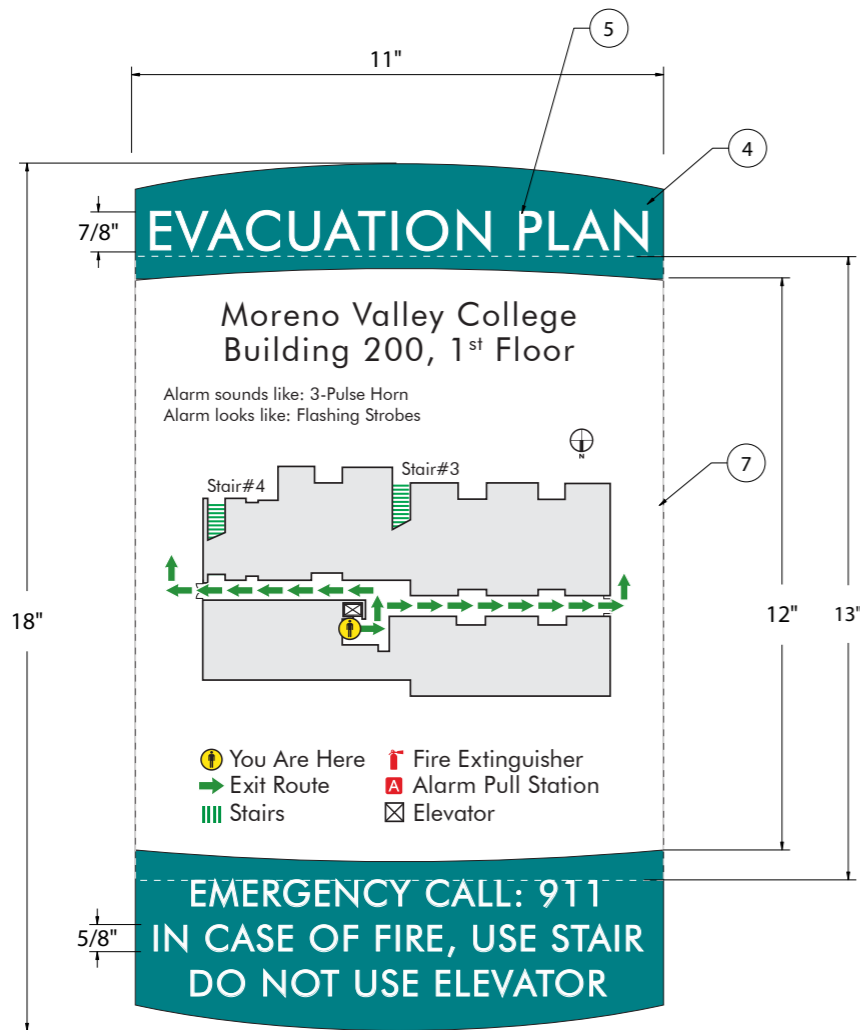 5
11"
4
7/8"
EVACUATION PLAN
Moreno Valley College
Building 200, 1st Floor
Alarm sounds like: 3-Pulse Horn
Alarm looks like: Flashing Strobes
N
7
Stair#4
Stair#3
18"
12"
13"
You Are Here
Fire Extinguisher
Exit Route
A
Alarm Pull Station
Stairs
Elevator
EMERGENCY CALL: 911
5/8"
IN CASE OF FIRE, USE STAIR
DO NOT USE ELEVATOR